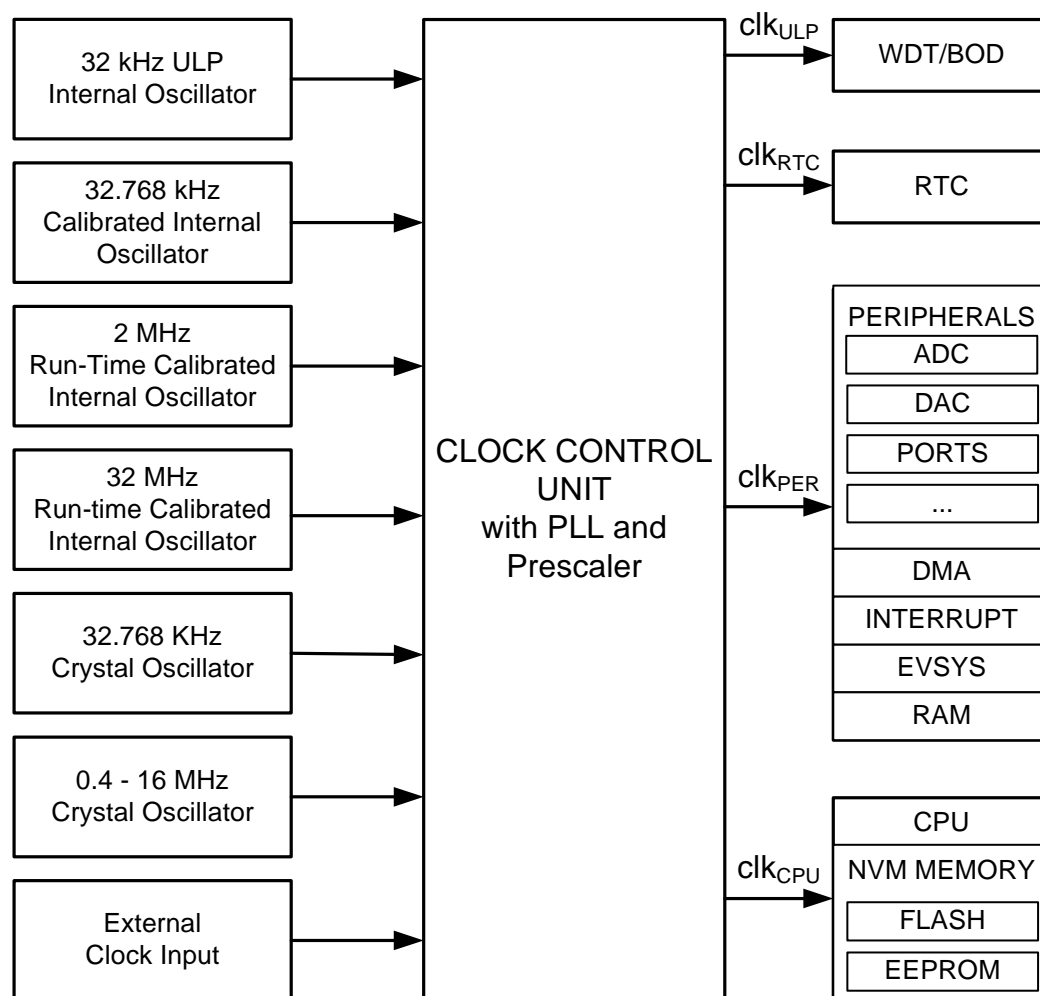 32 kHz ULP
Internal Oscillator
32.768 kHz
Calibrated Internal
Oscillator
2 MHz
Run-Time Calibrated
Internal Oscillator
32 MHz
Run-time Calibrated
Internal Oscillator
32.768 KHz
Crystal Oscillator
0.4 - 16 MHz
Crystal Oscillator
External
Clock Input
CLOCK CONTROL
UNIT
with PLL and
Prescaler
clkULP
WDT/BOD
clkRTC
RTC
clkPER
PERIPHERALS
ADC
DAC
PORTS
...
DMA
INTERRUPT
EVSYS
RAM
clkCPU
CPU
NVM MEMORY
FLASH
EEPROM